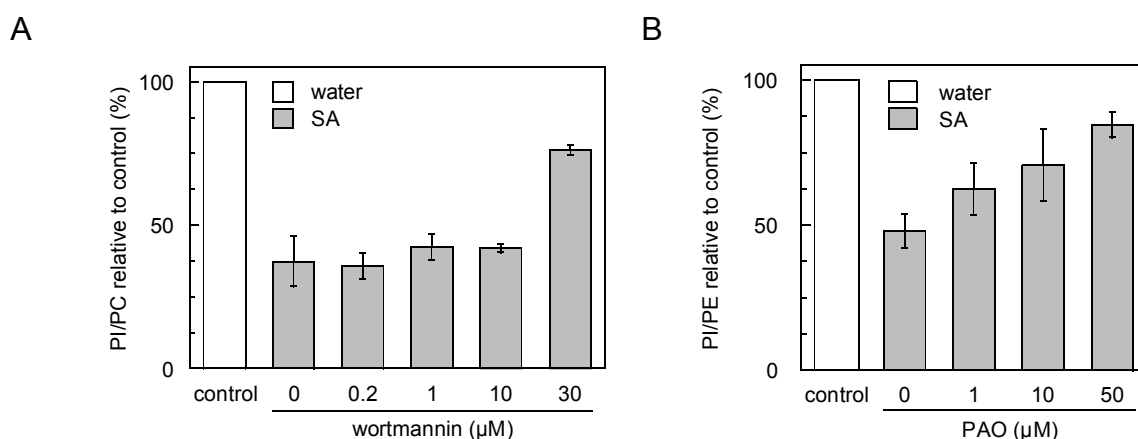 A
PI/PC relative to control (%)
100
50
0
water
SA
control 0 0.2 1 10 30
wortmannin (µM)
B
PI/PE relative to control (%)
100
50
0
water
SA
control 0 1 10 50
PAO (µM)